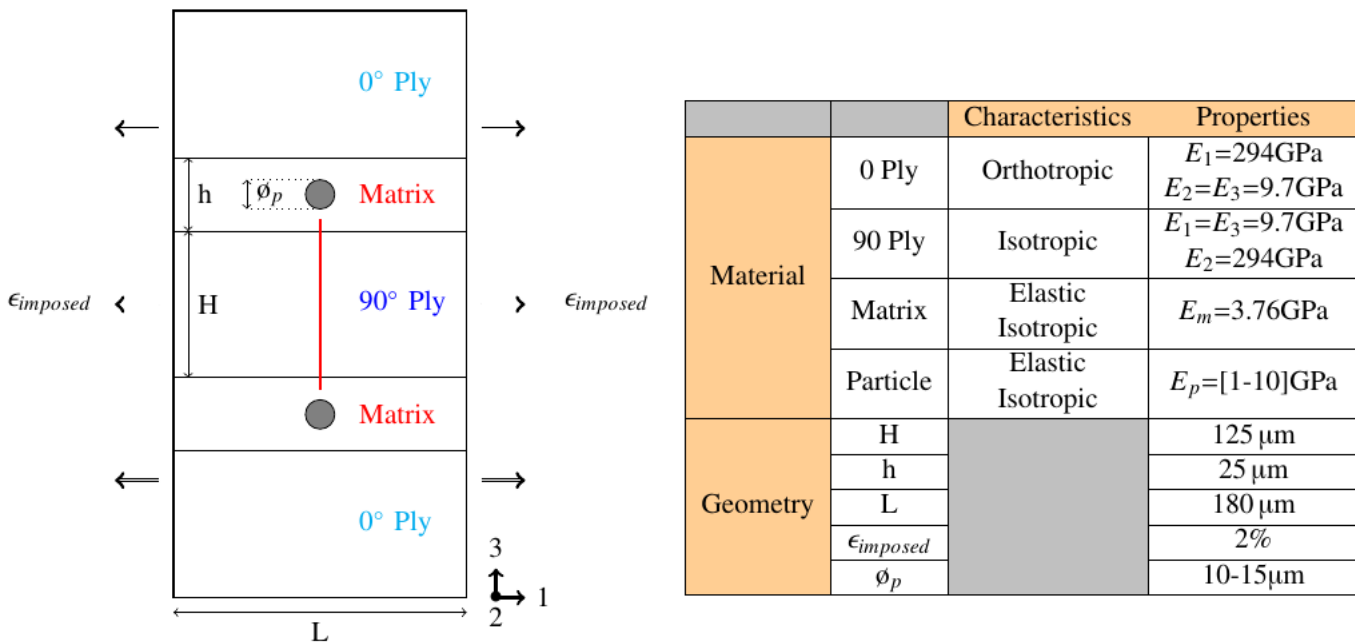 0° Ply
h
ø_p
Matrix
ϵ_imposed
H
90° Ply
ϵ_imposed
Matrix
0° Ply
3
1
2
L
Characteristics Properties
Material
0 Ply
Orthotropic
E_1=294GPa
E_2=E_3=9.7GPa
90 Ply
Isotropic
E_1=E_3=9.7GPa
E_2=294GPa
Matrix
Elastic
Isotropic
E_m=3.76GPa
Particle
Elastic
Isotropic
E_p=[1-10]GPa
Geometry
H 125 µm
h 25 µm
L 180 µm
ϵ_imposed 2%
ø_p 10-15µm